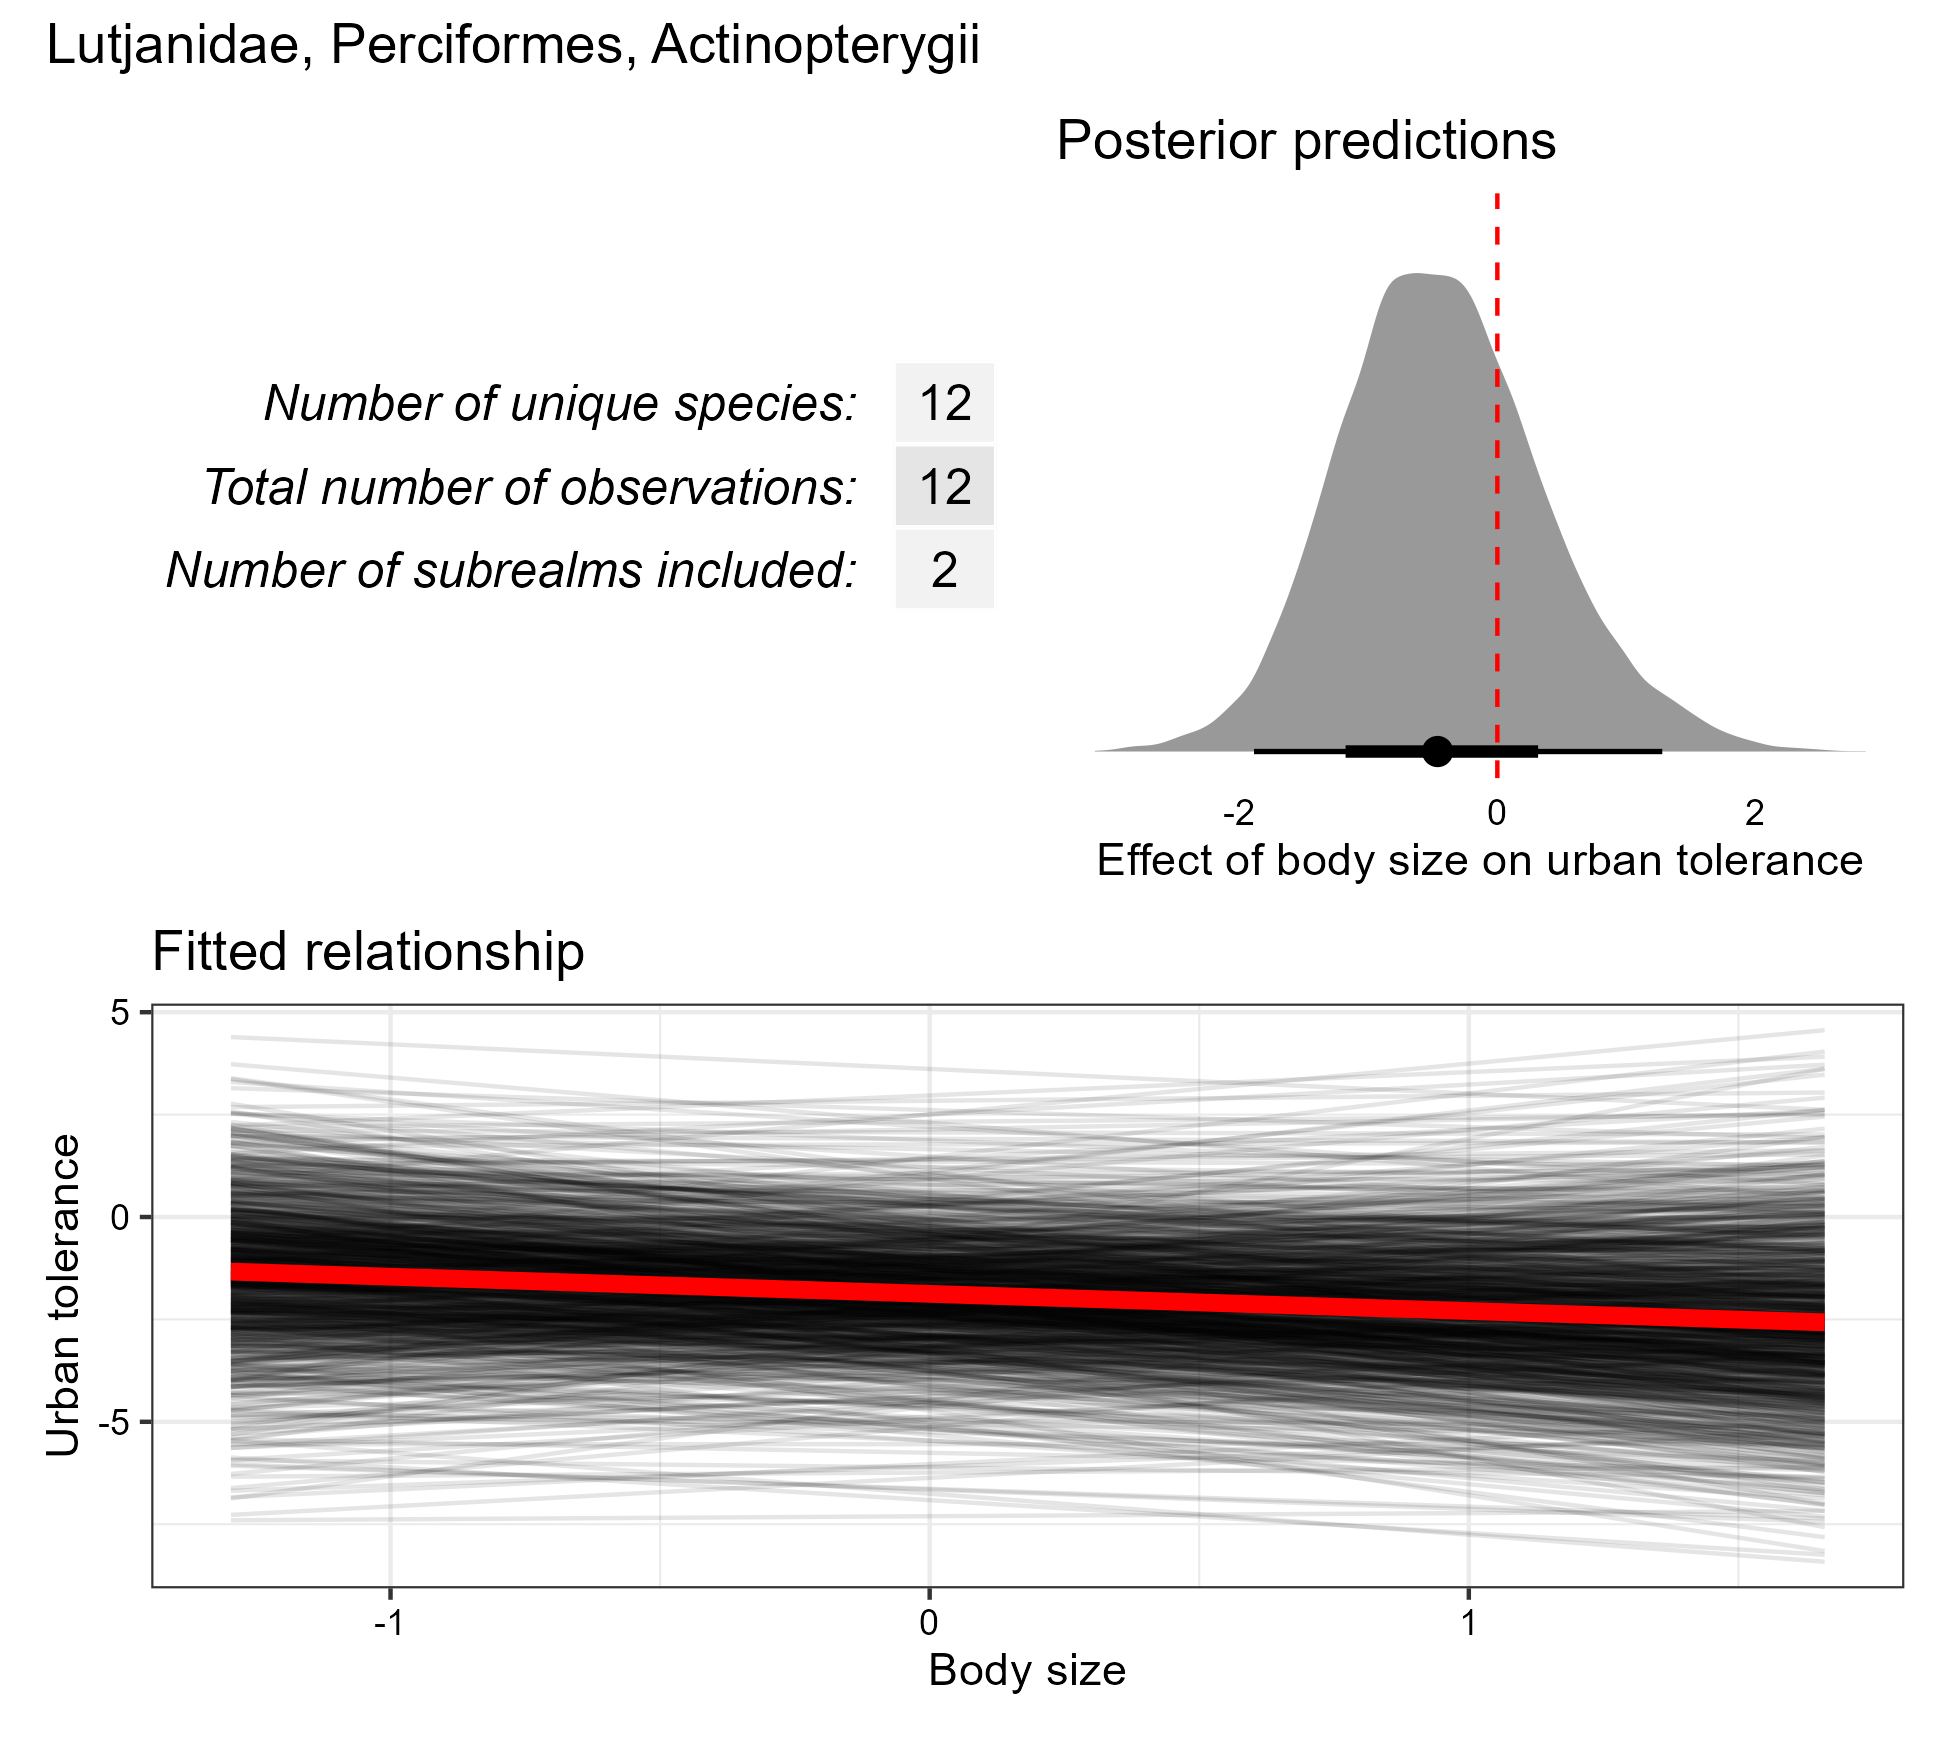 Lutjanidae, Perciformes, Actinopterygii
Posterior predictions
Number of unique species: 12
Total number of observations: 12
Number of subrealms included: 2
-2 0 2
Effect of body size on urban tolerance
Fitted relationship
5
0
-5
Urban tolerance
-1 0 1
Body size